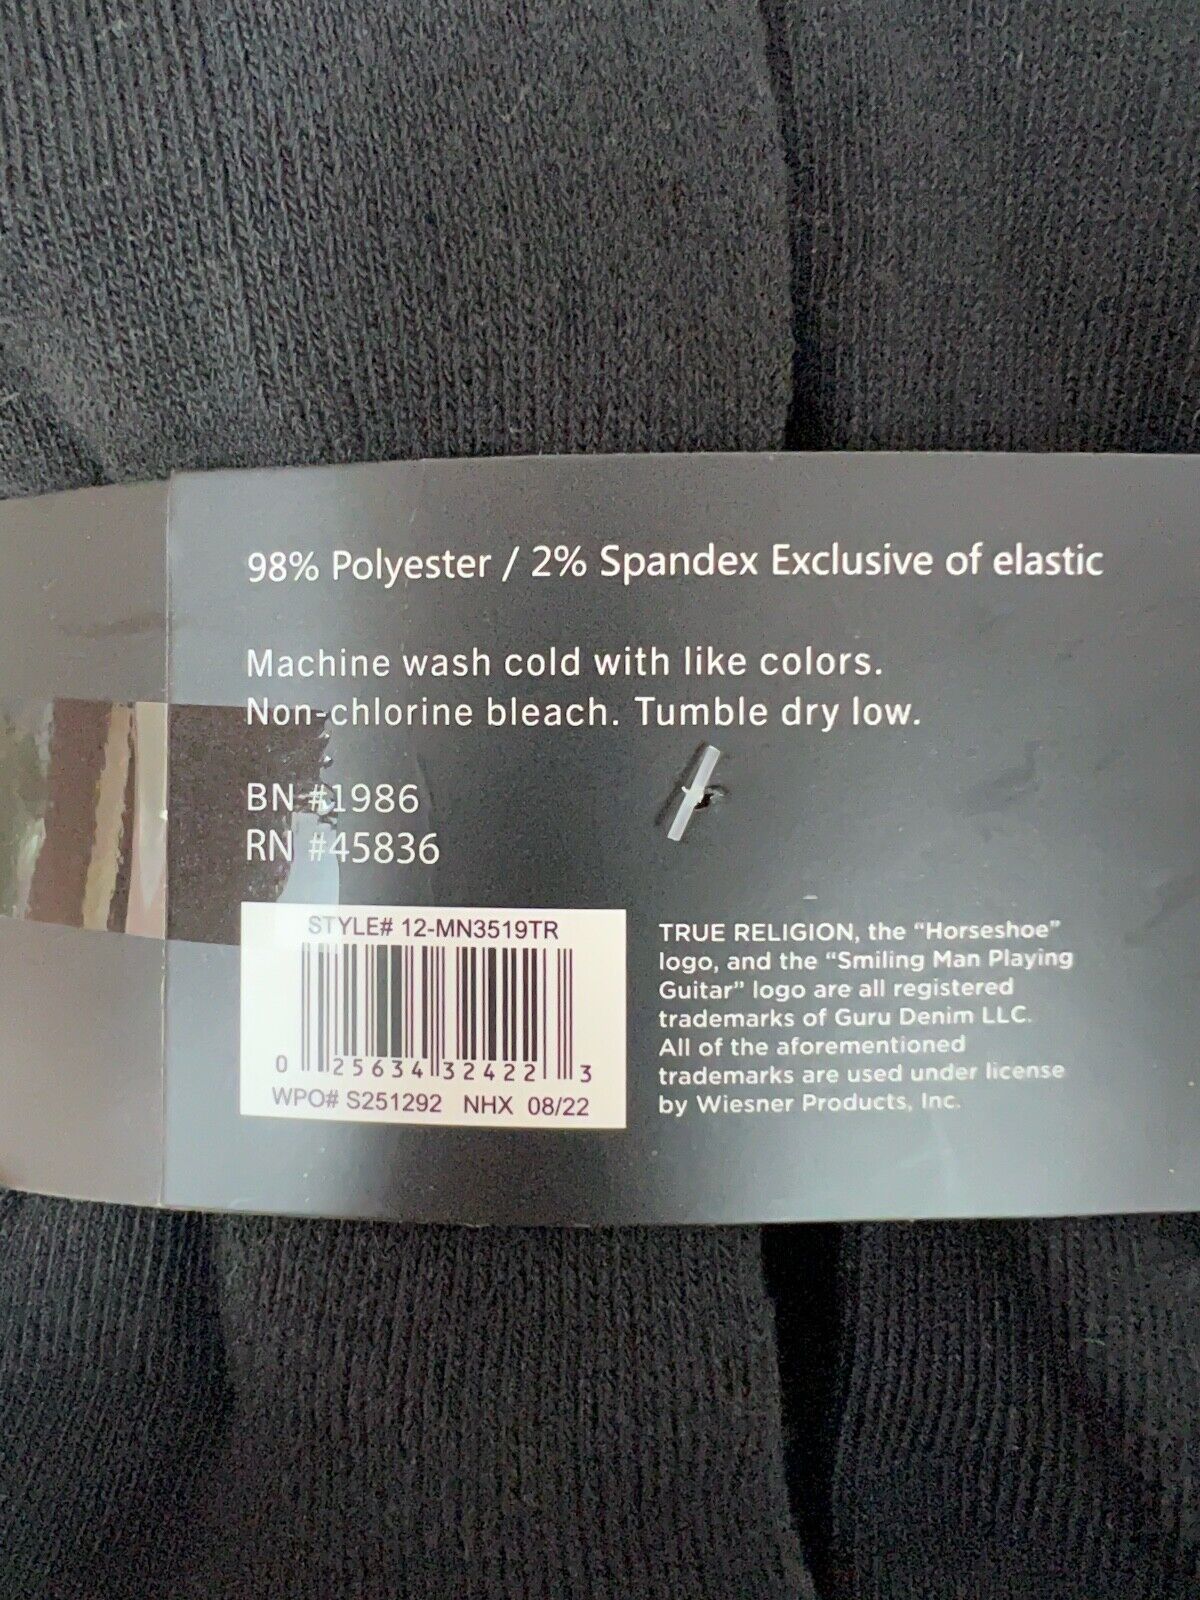 98% Polyester / 2% Spandex Exclusive of elastic
Machine wash cold with like colors.
Non-chlorine bleach. Tumble dry low.
BN #1986
RN #45836
STYLE# 12-MN3519TR
0 25634 32422 3
WPO# S251292 NHX 08/22
TRUE RELIGION, the “Horseshoe”
logo, and the “Smiling Man Playing
Guitar” logo are all registered
trademarks of Guru Denim LLC.
All of the aforementioned
trademarks are used under license
by Wiesner Products, Inc.